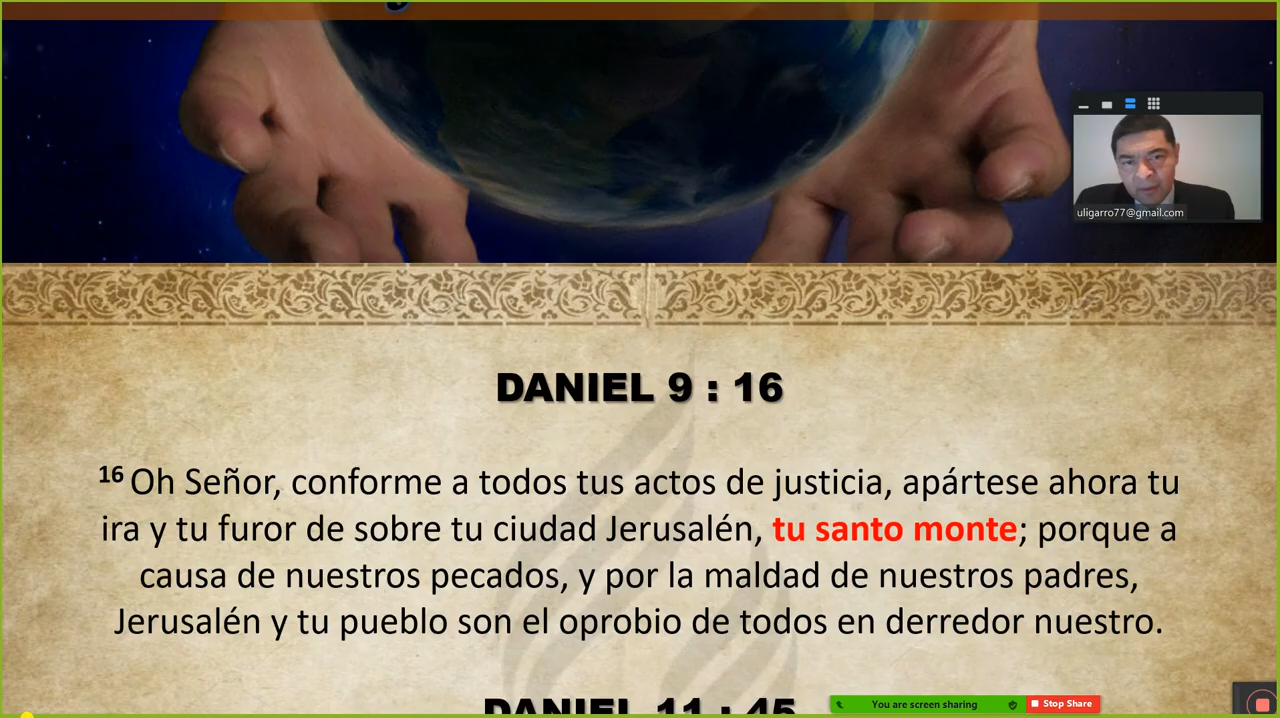 uligarro77@gmail.com
DANIEL 9 : 16
16 Oh Señor, conforme a todos tus actos de justicia, apártese ahora tu
ira y tu furor de sobre tu ciudad Jerusalén, tu santo monte; porque a
causa de nuestros pecados, y por la maldad de nuestros padres,
Jerusalén y tu pueblo son el oprobio de todos en derredor nuestro.
DANIEL 11 : 45
You are screen sharing
Stop Share